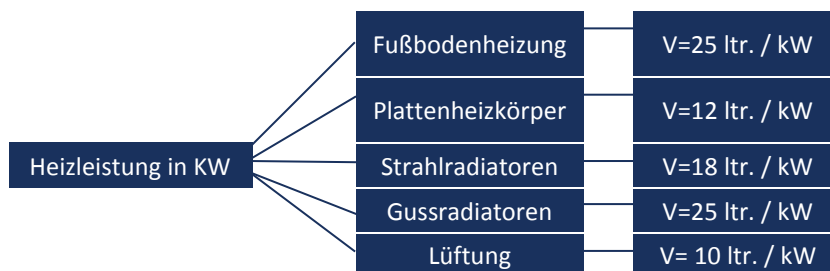 Fußbodenheizung
V=25 ltr. / kW
Plattenheizkörper
V=12 ltr. / kW
Heizleistung in KW
Strahlradiatoren
V=18 ltr. / kW
Gussradiatoren
V=25 ltr. / kW
Lüftung
V= 10 ltr. / kW